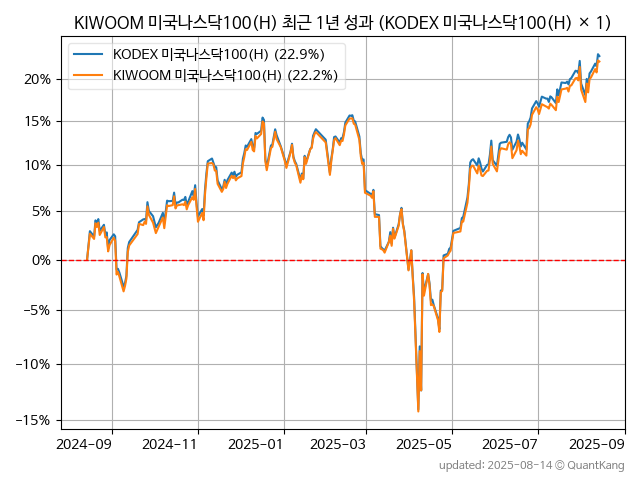 KIWOOM 미국나스닥100(H) 최근 1년 성과 (KODEX 미국나스닥100(H) × 1)
KODEX 미국나스닥100(H) (22.9%)
KIWOOM 미국나스닥100(H) (22.2%)
20%
15%
10%
5%
0%
−5%
−10%
−15%
2024-09 2024-11 2025-01 2025-03 2025-05 2025-07 2025-09
updated: 2025-08-14 © QuantKang